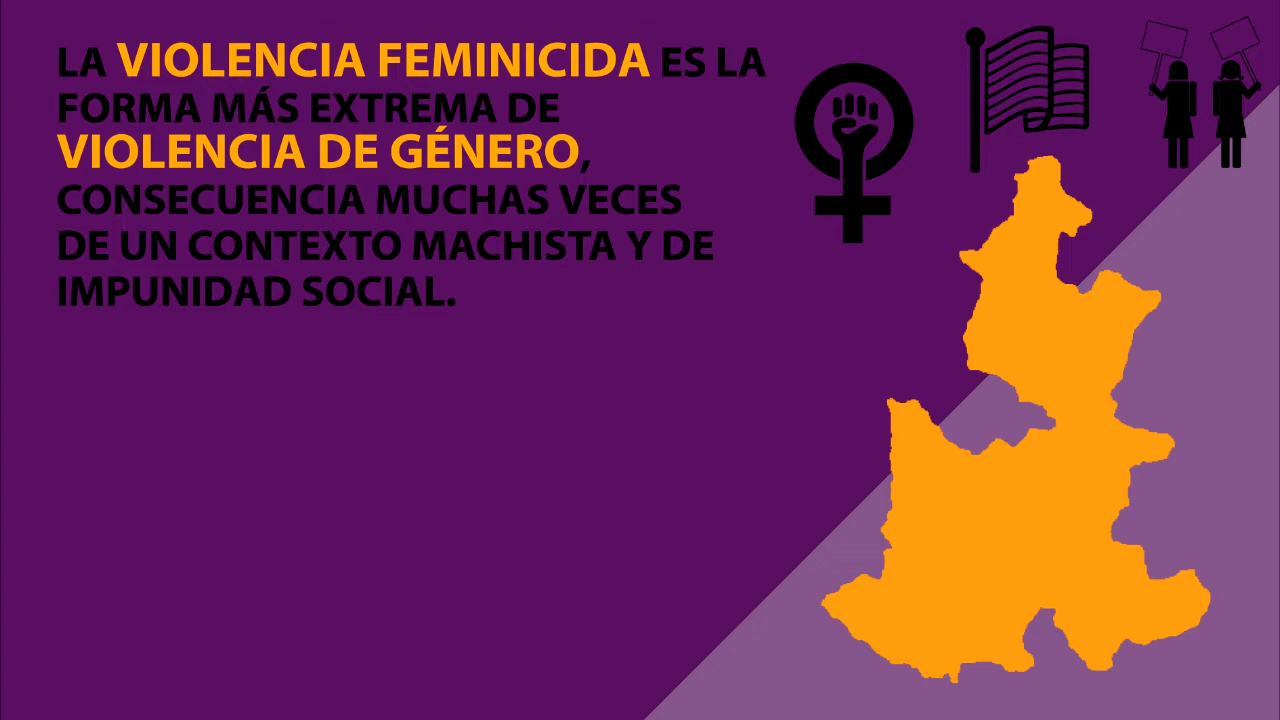 LA VIOLENCIA FEMINICIDA ES LA
FORMA MÁS EXTREMA DE
VIOLENCIA DE GÉNERO,
CONSECUENCIA MUCHAS VECES
DE UN CONTEXTO MACHISTA Y DE
IMPUNIDAD SOCIAL.